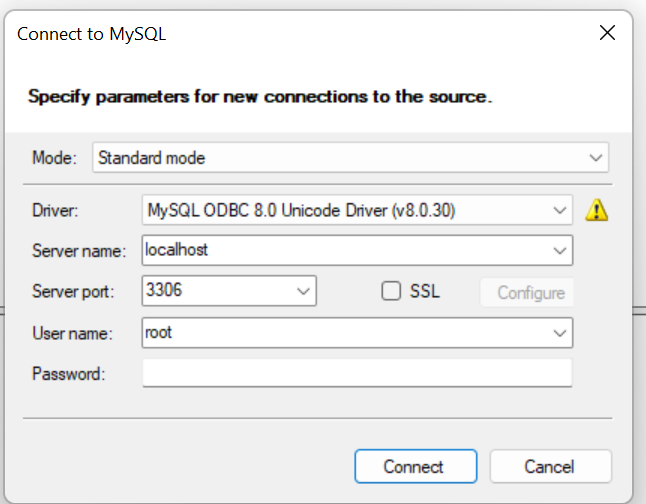 Connect to MySQL
Specify parameters for new connections to the source.
Mode: Standard mode
Driver: MySQL ODBC 8.0 Unicode Driver (v8.0.30)
Server name: localhost
Server port: 3306 SSL Configure
User name: root
Password:
Connect Cancel